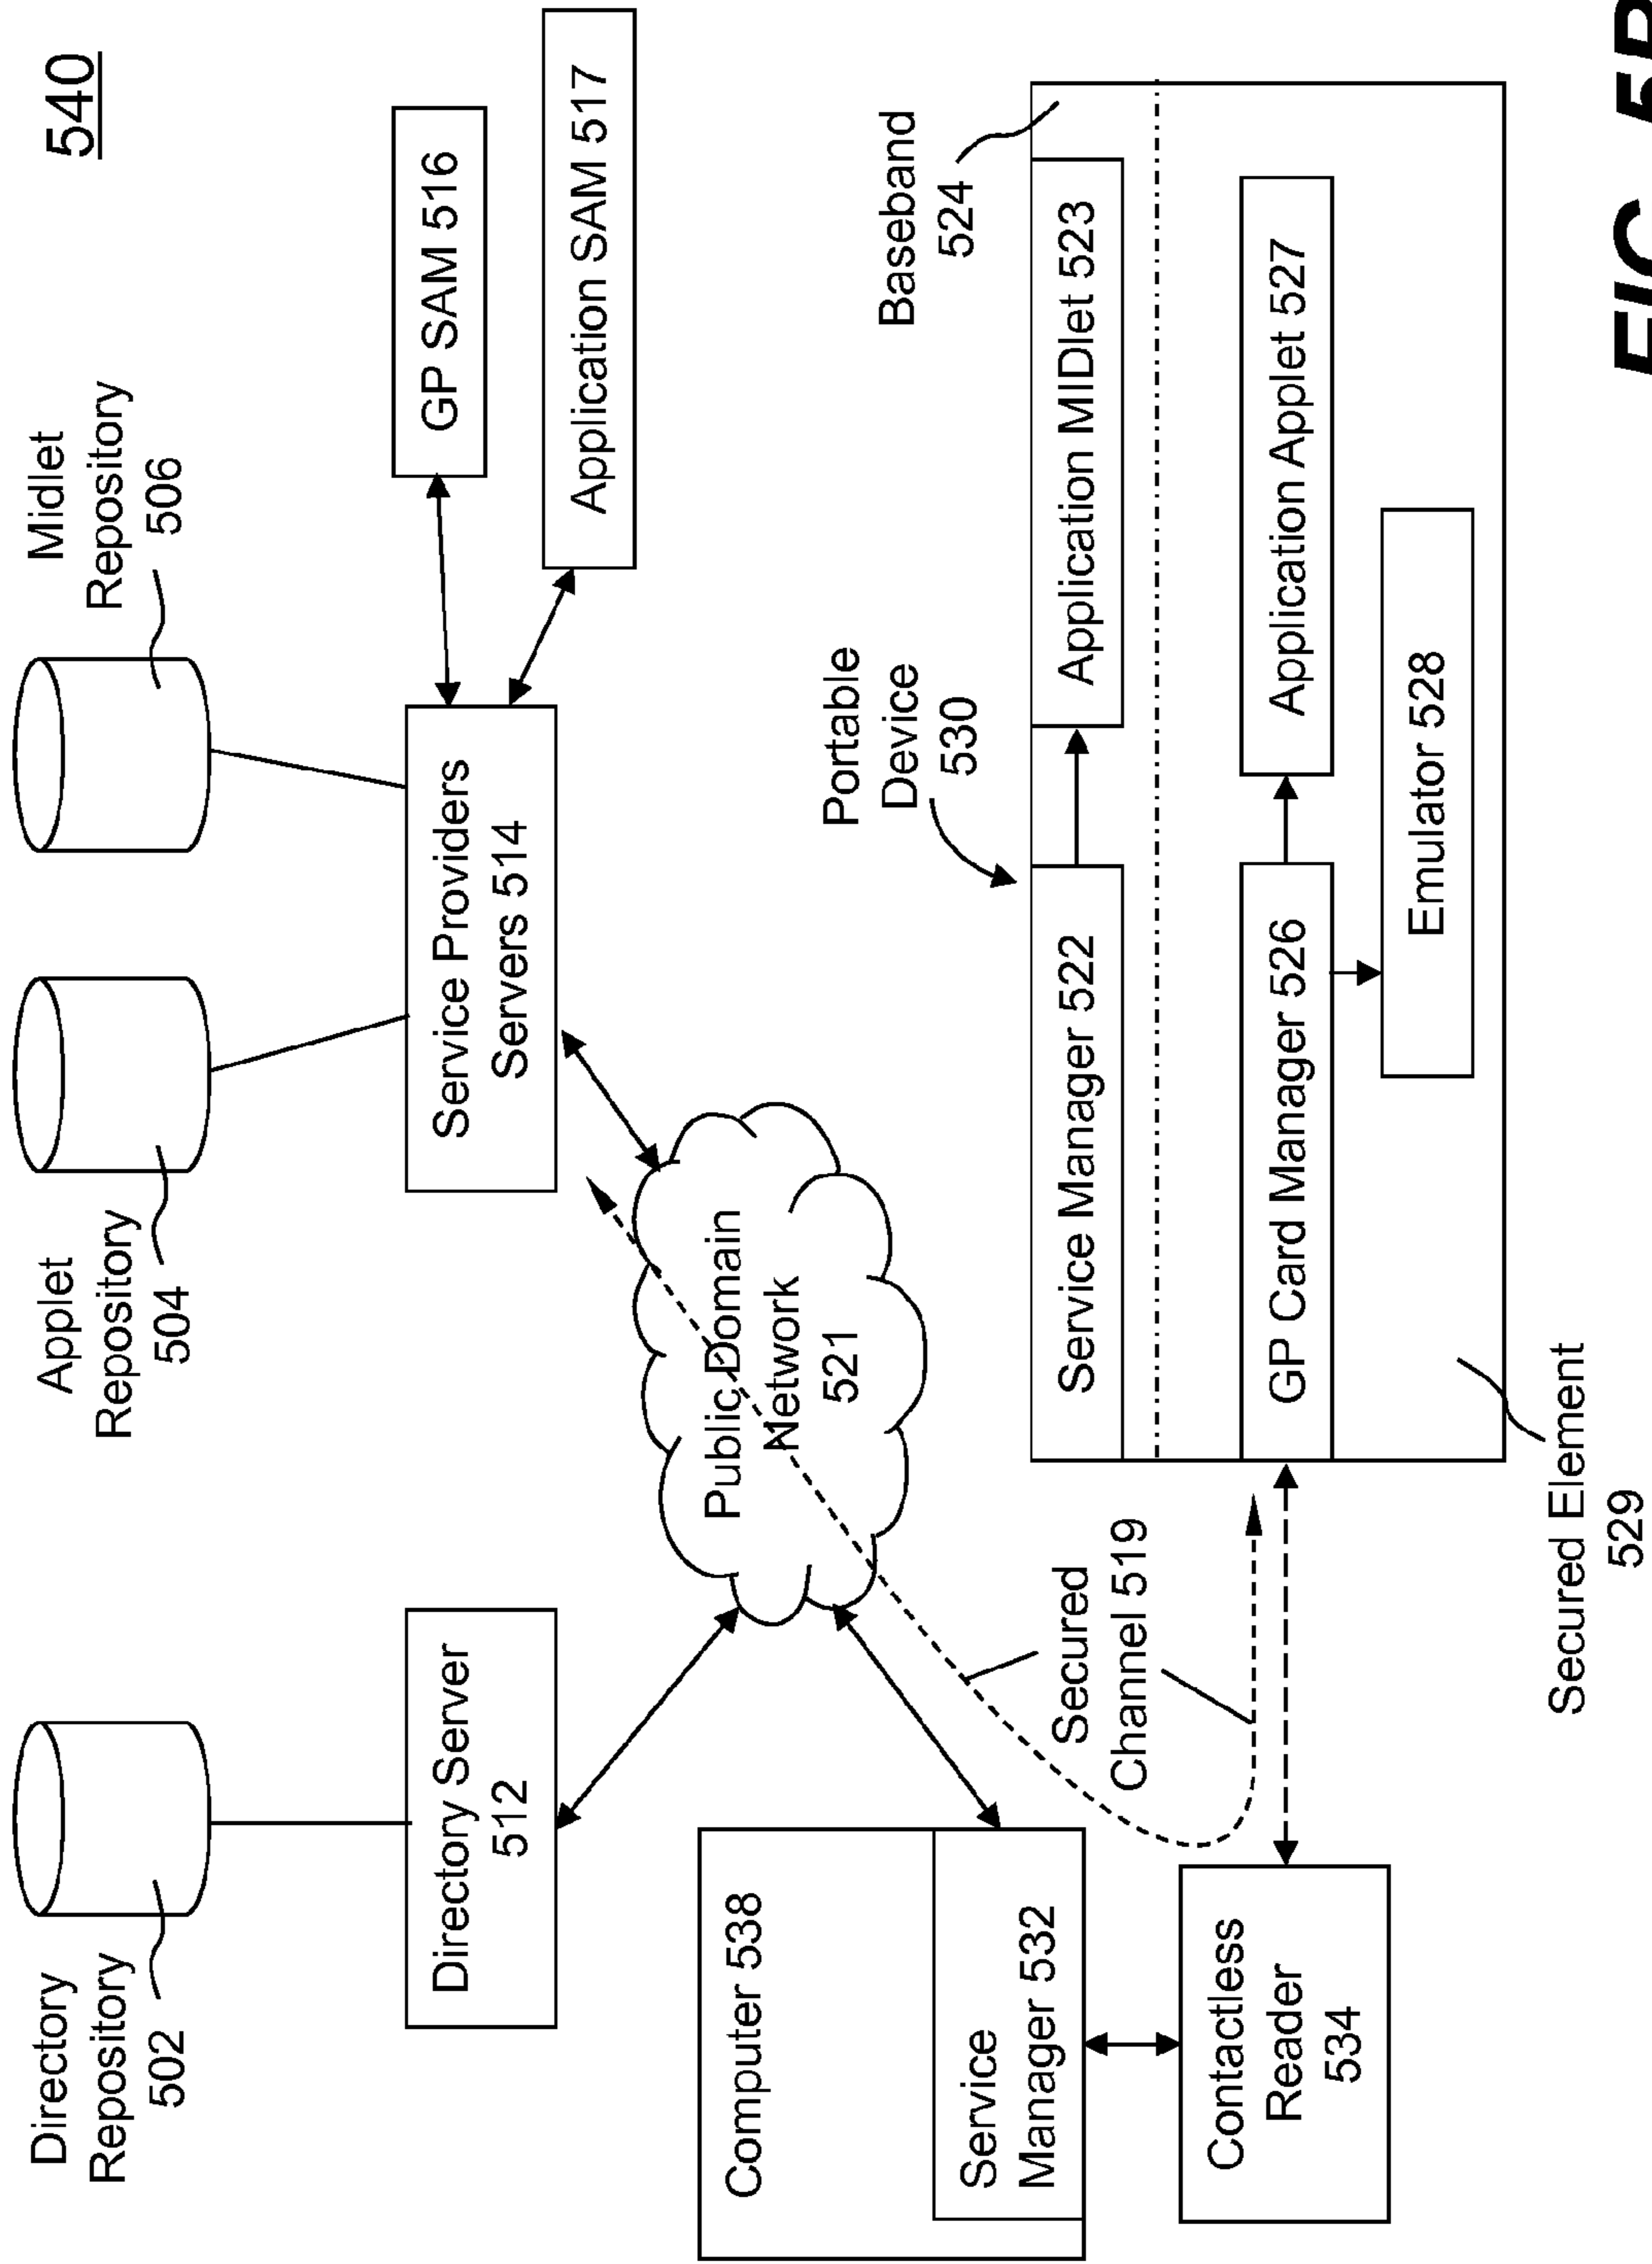 540
Directory
Repository
502
Applet
Repository
504
Midlet
Repository
506
Directory Server
512
Service Providers
Servers 514
GP SAM 516
Application SAM 517
Public Domain
Network
521
Computer 538
Service
Manager 532
Contactless
Reader
534
Secured
Channel 519
Portable
Device
530
Baseband
524
Service Manager 522
Application MIDlet 523
GP Card Manager 526
Application Applet 527
Emulator 528
Secured Element
529